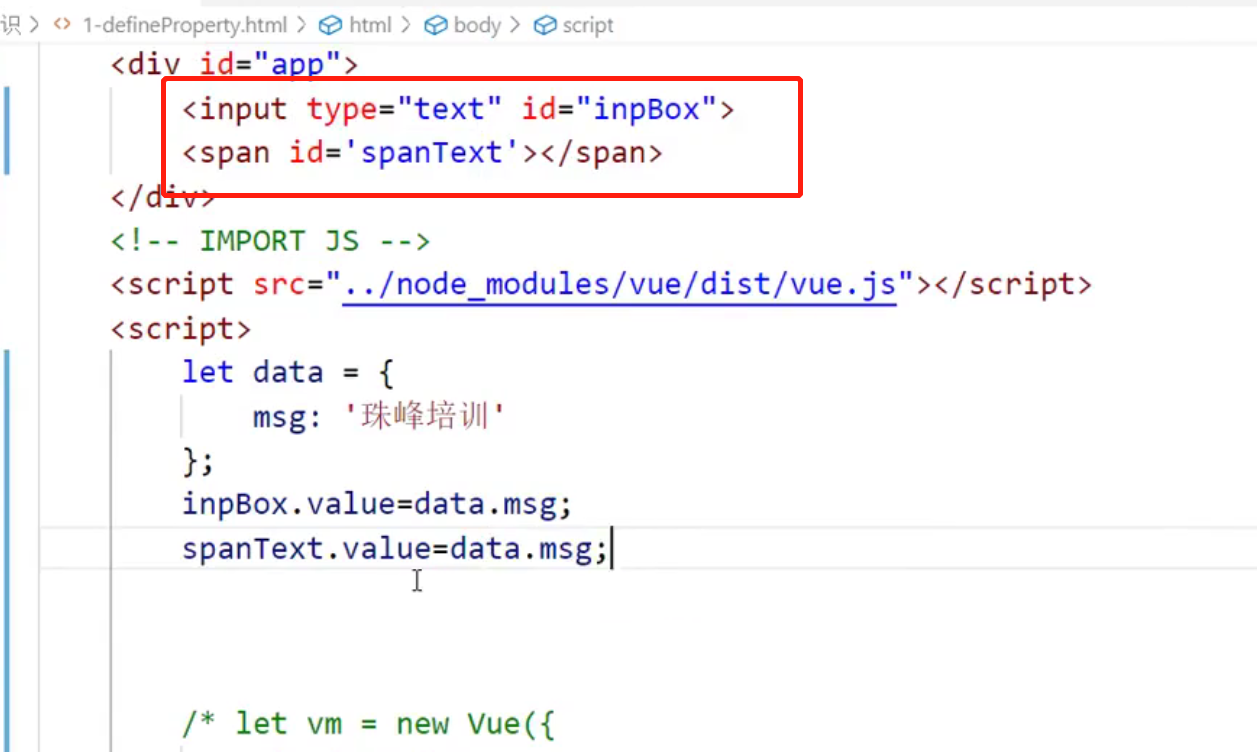 识 > <> 1-defineProperty.html > html > body > script
<div id="app">
<input type="text" id="inpBox">
<span id='spanText'></span>
</div>
<!-- IMPORT JS -->
<script src="../node_modules/vue/dist/vue.js"></script>
<script>
let data = {
msg: '珠峰培训'
};
inpBox.value=data.msg;
spanText.value=data.msg;
/* let vm = new Vue({